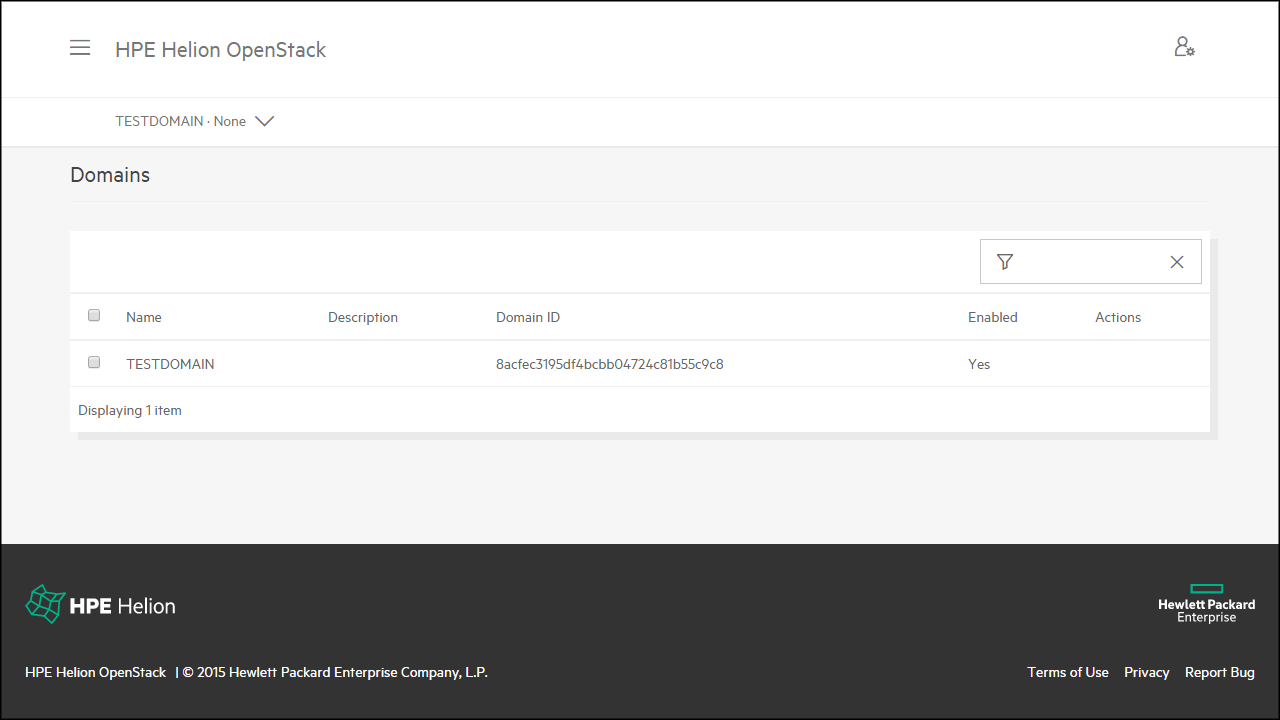 HPE Helion OpenStack
TESTDOMAIN · None
Domains
Name Description Domain ID Enabled Actions
TESTDOMAIN 8acfec3195df4bcbb04724c81b55c9c8 Yes
Displaying 1 item
HPE Helion
Hewlett Packard
Enterprise
HPE Helion OpenStack | © 2015 Hewlett Packard Enterprise Company, L.P. Terms of Use Privacy Report Bug